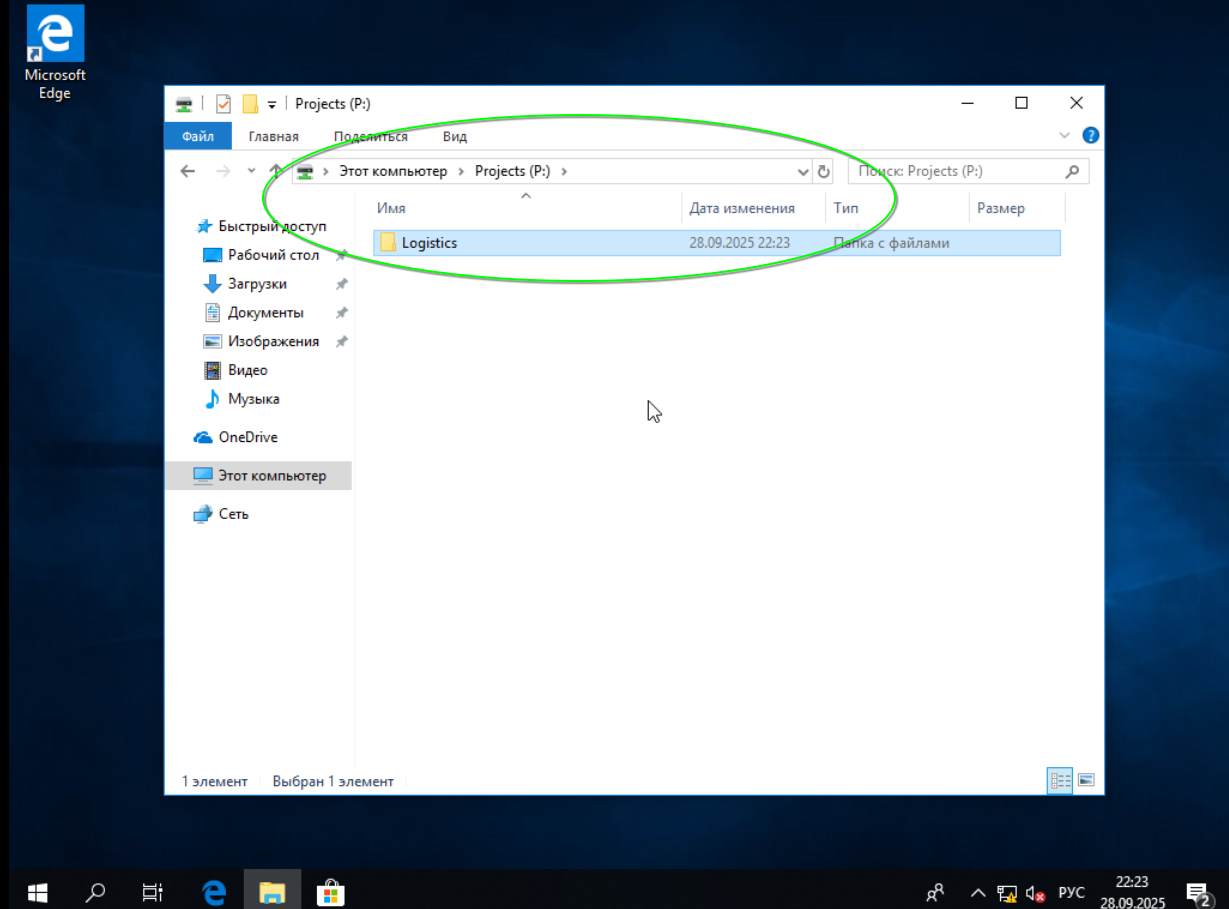 Microsoft
Edge
Projects (P:)
Файл Главная Поделиться Вид
Этот компьютер Projects (P:) Поиск: Projects (P:)
Имя Дата изменения Тип Размер
Logistics 28.09.2025 22:23 Папка с файлами
Быстрый доступ
Рабочий стол
Загрузки
Документы
Изображения
Видео
Музыка
OneDrive
Этот компьютер
Сеть
1 элемент Выбран 1 элемент
РУС 22:23
28.09.2025 2